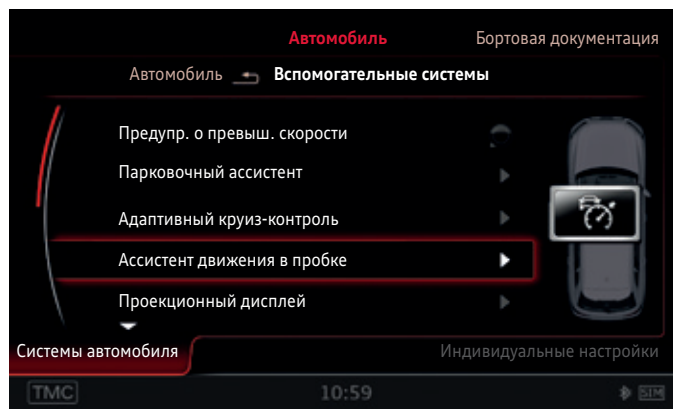 Автомобиль Бортовая документация
Автомобиль Вспомогательные системы
Предупр. о превыш. скорости
Парковочный ассистент
Адаптивный круиз-контроль
Ассистент движения в пробке
Проекционный дисплей
Системы автомобиля Индивидуальные настройки
TMC 10:59 SIM